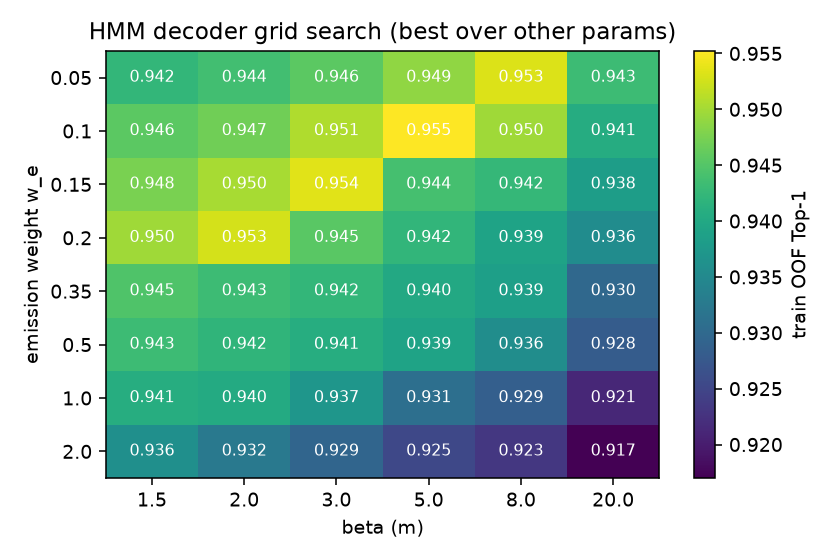 HMM decoder grid search (best over other params)
0.05 0.942 0.944 0.946 0.949 0.953 0.943
0.1 0.946 0.947 0.951 0.955 0.950 0.941
0.15 0.948 0.950 0.954 0.944 0.942 0.938
0.2 0.950 0.953 0.945 0.942 0.939 0.936
0.35 0.945 0.943 0.942 0.940 0.939 0.930
0.5 0.943 0.942 0.941 0.939 0.936 0.928
1.0 0.941 0.940 0.937 0.931 0.929 0.921
2.0 0.936 0.932 0.929 0.925 0.923 0.917
1.5 2.0 3.0 5.0 8.0 20.0
beta (m)
emission weight w_e
0.955
0.950
0.945
0.940
0.935
0.930
0.925
0.920
train OOF Top-1